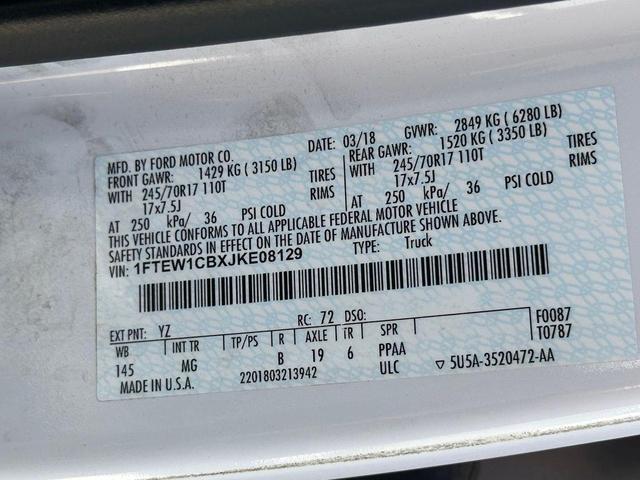 MFD. BY FORD MOTOR CO. DATE: 03/18 GVWR: 2849 KG ( 6280 LB)
FRONT GAWR: 1429 KG ( 3150 LB) REAR GAWR: 1520 KG ( 3350 LB)
WITH 245/70R17 110T TIRES WITH 245/70R17 110T TIRES
17x7.5J RIMS 17x7.5J RIMS
AT 250 kPa/ 36 PSI COLD AT 250 kPa/ 36 PSI COLD
THIS VEHICLE CONFORMS TO ALL APPLICABLE FEDERAL MOTOR VEHICLE
SAFETY STANDARDS IN EFFECT ON THE DATE OF MANUFACTURE SHOWN ABOVE.
VIN: 1FTEW1CBXJKE08129 TYPE: Truck
EXT PNT: YZ RC: 72 DSO: F0087
WB INT TR TP/PS R AXLE TR SPR T0787
145 MG B 19 6 PPAA
MADE IN U.S.A. 2201803213942 ULC ▽ 5U5A-3520472-AA